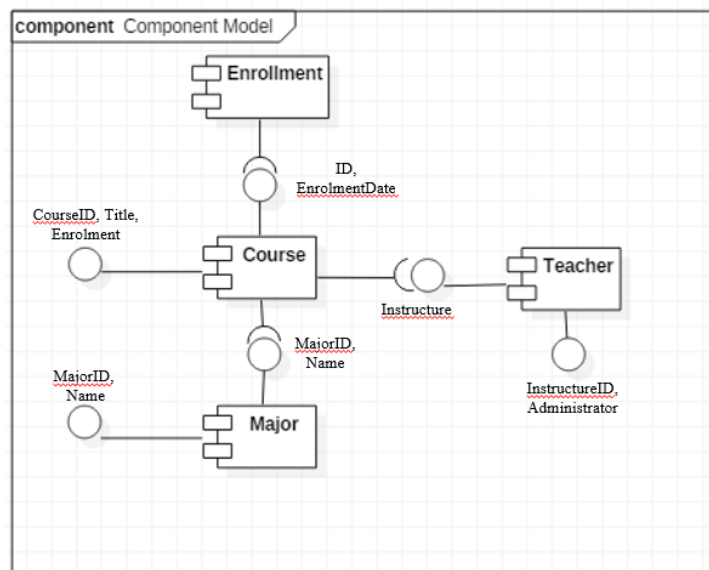 component Component Model
Enrollment
ID,
EnrolmentDate
CourseID, Title,
Enrolment
Course
Teacher
Instructure
MajorID,
Name
MajorID,
Name
InstructureID,
Administrator
Major